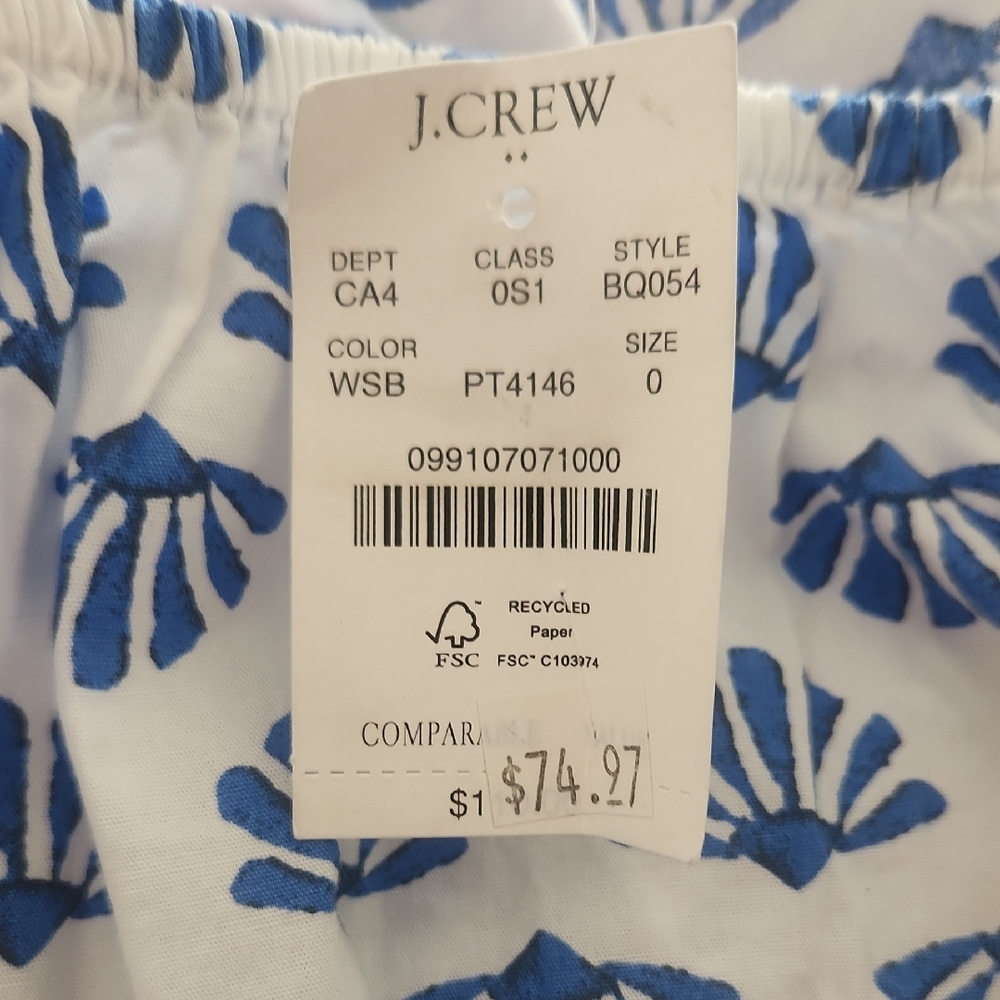 J.CREW
DEPT CLASS STYLE
CA4 0S1 BQ054
COLOR SIZE
WSB PT4146 0
099107071000
RECYCLED
Paper
FSC FSC™ C103974
COMPARA
$1 $74.97